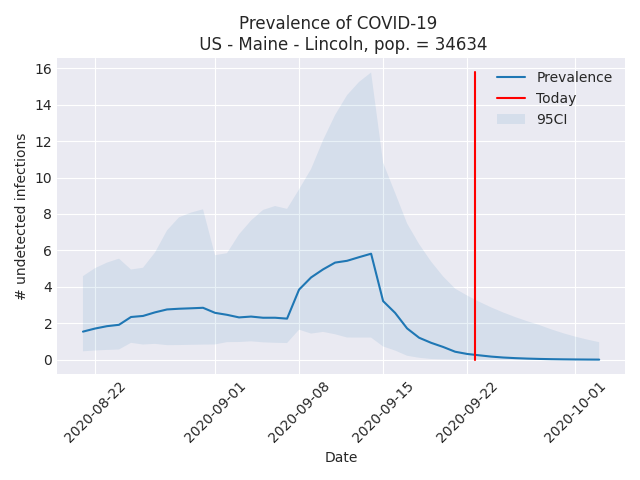 Prevalence of COVID-19
US - Maine - Lincoln, pop. = 34634
16
14
12
10
8
6
4
2
0
# undetected infections
Prevalence
Today
95CI
2020-08-22
2020-09-01
2020-09-08
2020-09-15
2020-09-22
2020-10-01
Date